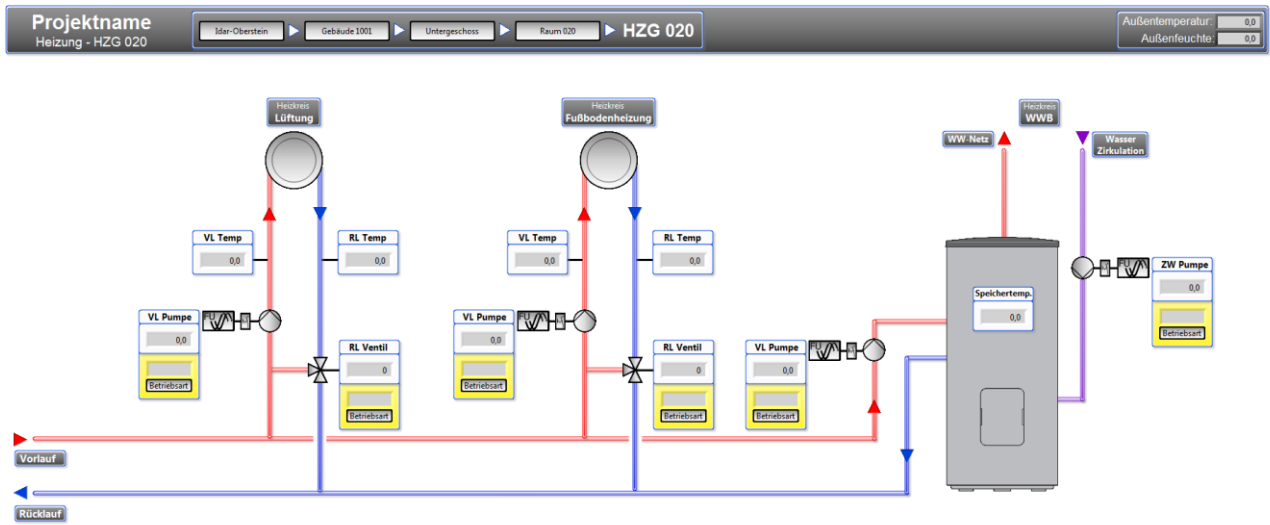 Projektname
Heizung - HZG 020
Idar-Oberstein
Gebäude 1001
Untergeschoss
Raum 020
HZG 020
Außentemperatur: 0,0
Außenfeuchte: 0,0
Heizkreis
Lüftung
Heizkreis
Fußbodenheizung
Heizkreis
WWB
WW-Netz
Wasser
Zirkulation
VL Temp
0,0
RL Temp
0,0
VL Temp
0,0
RL Temp
0,0
ZW Pumpe
0,0
Betriebsart
FU
M
Speichertemp.
0,0
VL Pumpe
0,0
Betriebsart
FU
M
RL Ventil
0
Betriebsart
VL Pumpe
0,0
Betriebsart
FU
M
RL Ventil
0
Betriebsart
VL Pumpe
0,0
Betriebsart
FU
M
Vorlauf
Rücklauf